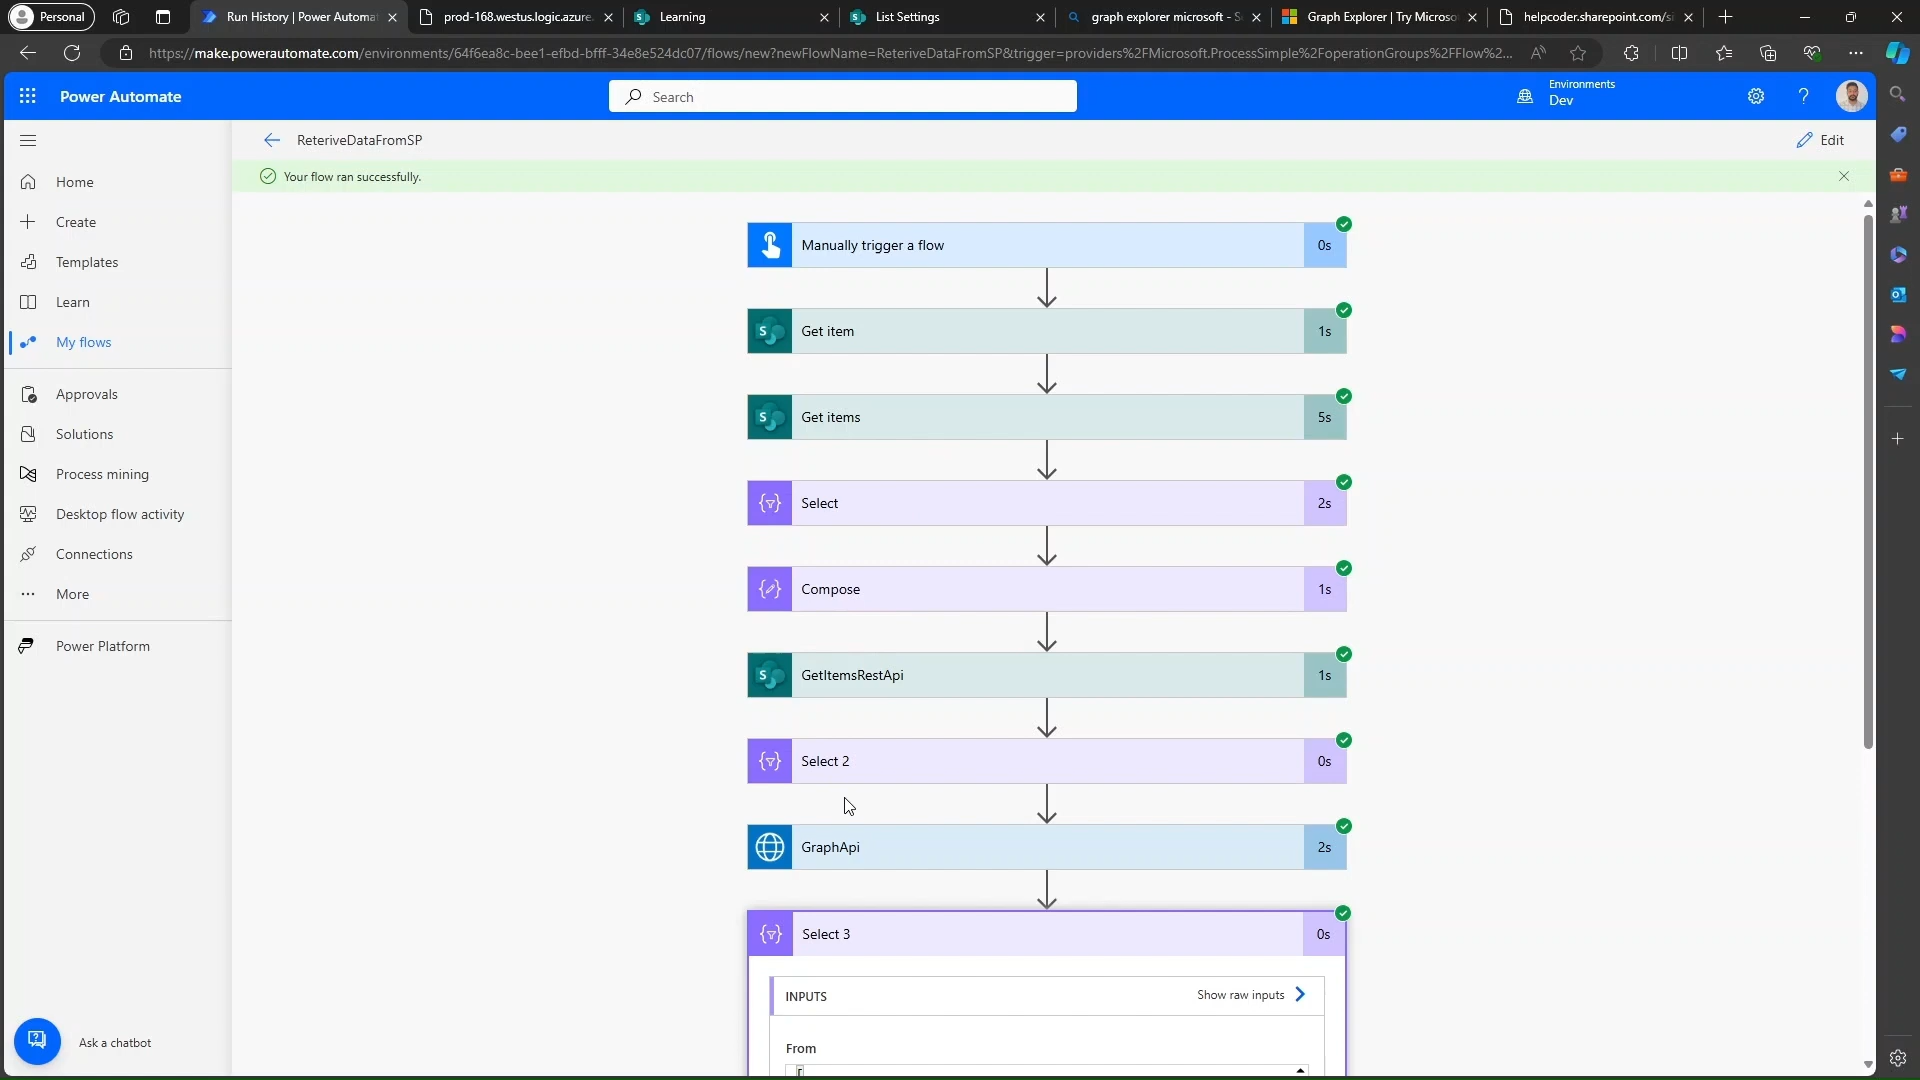 Personal
Run History | Power Automat
prod-168.westus.logic.azure.
Learning
List Settings
graph explorer microsoft - S
Graph Explorer | Try Microso
helpcoder.sharepoint.com/si
https://make.powerautomate.com/environments/64f6ea8c-bee1-efbd-bfff-34e8e524dc07/flows/new?newFlowName=ReteriveDataFromSP&trigger=providers%2FMicrosoft.ProcessSimple%2FoperationGroups%2FFlow%2...
Power Automate
Search
Environments
Dev
ReteriveDataFromSP
Edit
Your flow ran successfully.
Home
Create
Templates
Learn
My flows
Approvals
Solutions
Process mining
Desktop flow activity
Connections
More
Power Platform
Ask a chatbot
Manually trigger a flow
0s
Get item
1s
Get items
5s
Select
2s
Compose
1s
GetItemsRestApi
1s
Select 2
0s
GraphApi
2s
Select 3
0s
INPUTS
Show raw inputs
From
[